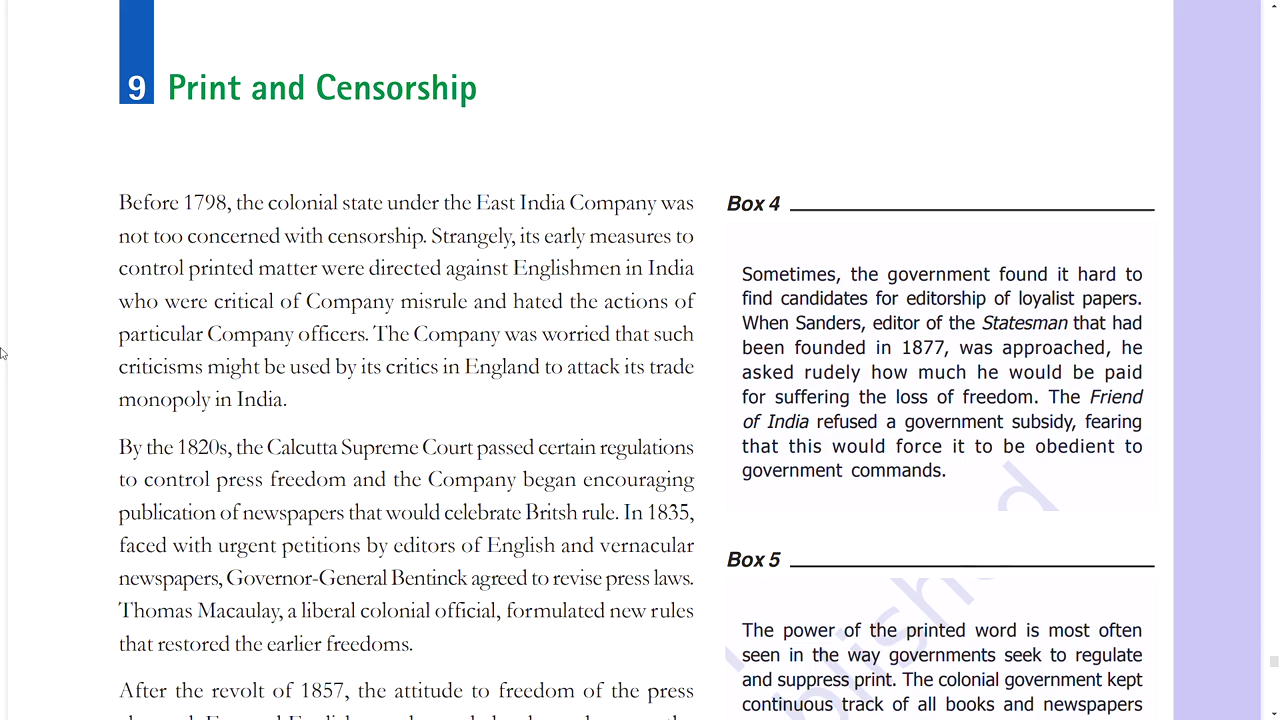 9 Print and Censorship
Before 1798, the colonial state under the East India Company was
not too concerned with censorship. Strangely, its early measures to
control printed matter were directed against Englishmen in India
who were critical of Company misrule and hated the actions of
particular Company officers. The Company was worried that such
criticisms might be used by its critics in England to attack its trade
monopoly in India.
By the 1820s, the Calcutta Supreme Court passed certain regulations
to control press freedom and the Company began encouraging
publication of newspapers that would celebrate Britsh rule. In 1835,
faced with urgent petitions by editors of English and vernacular
newspapers, Governor-General Bentinck agreed to revise press laws.
Thomas Macaulay, a liberal colonial official, formulated new rules
that restored the earlier freedoms.
After the revolt of 1857, the attitude to freedom of the press
Box 4
Sometimes, the government found it hard to
find candidates for editorship of loyalist papers.
When Sanders, editor of the Statesman that had
been founded in 1877, was approached, he
asked rudely how much he would be paid
for suffering the loss of freedom. The Friend
of India refused a government subsidy, fearing
that this would force it to be obedient to
government commands.
Box 5
The power of the printed word is most often
seen in the way governments seek to regulate
and suppress print. The colonial government kept
continuous track of all books and newspapers